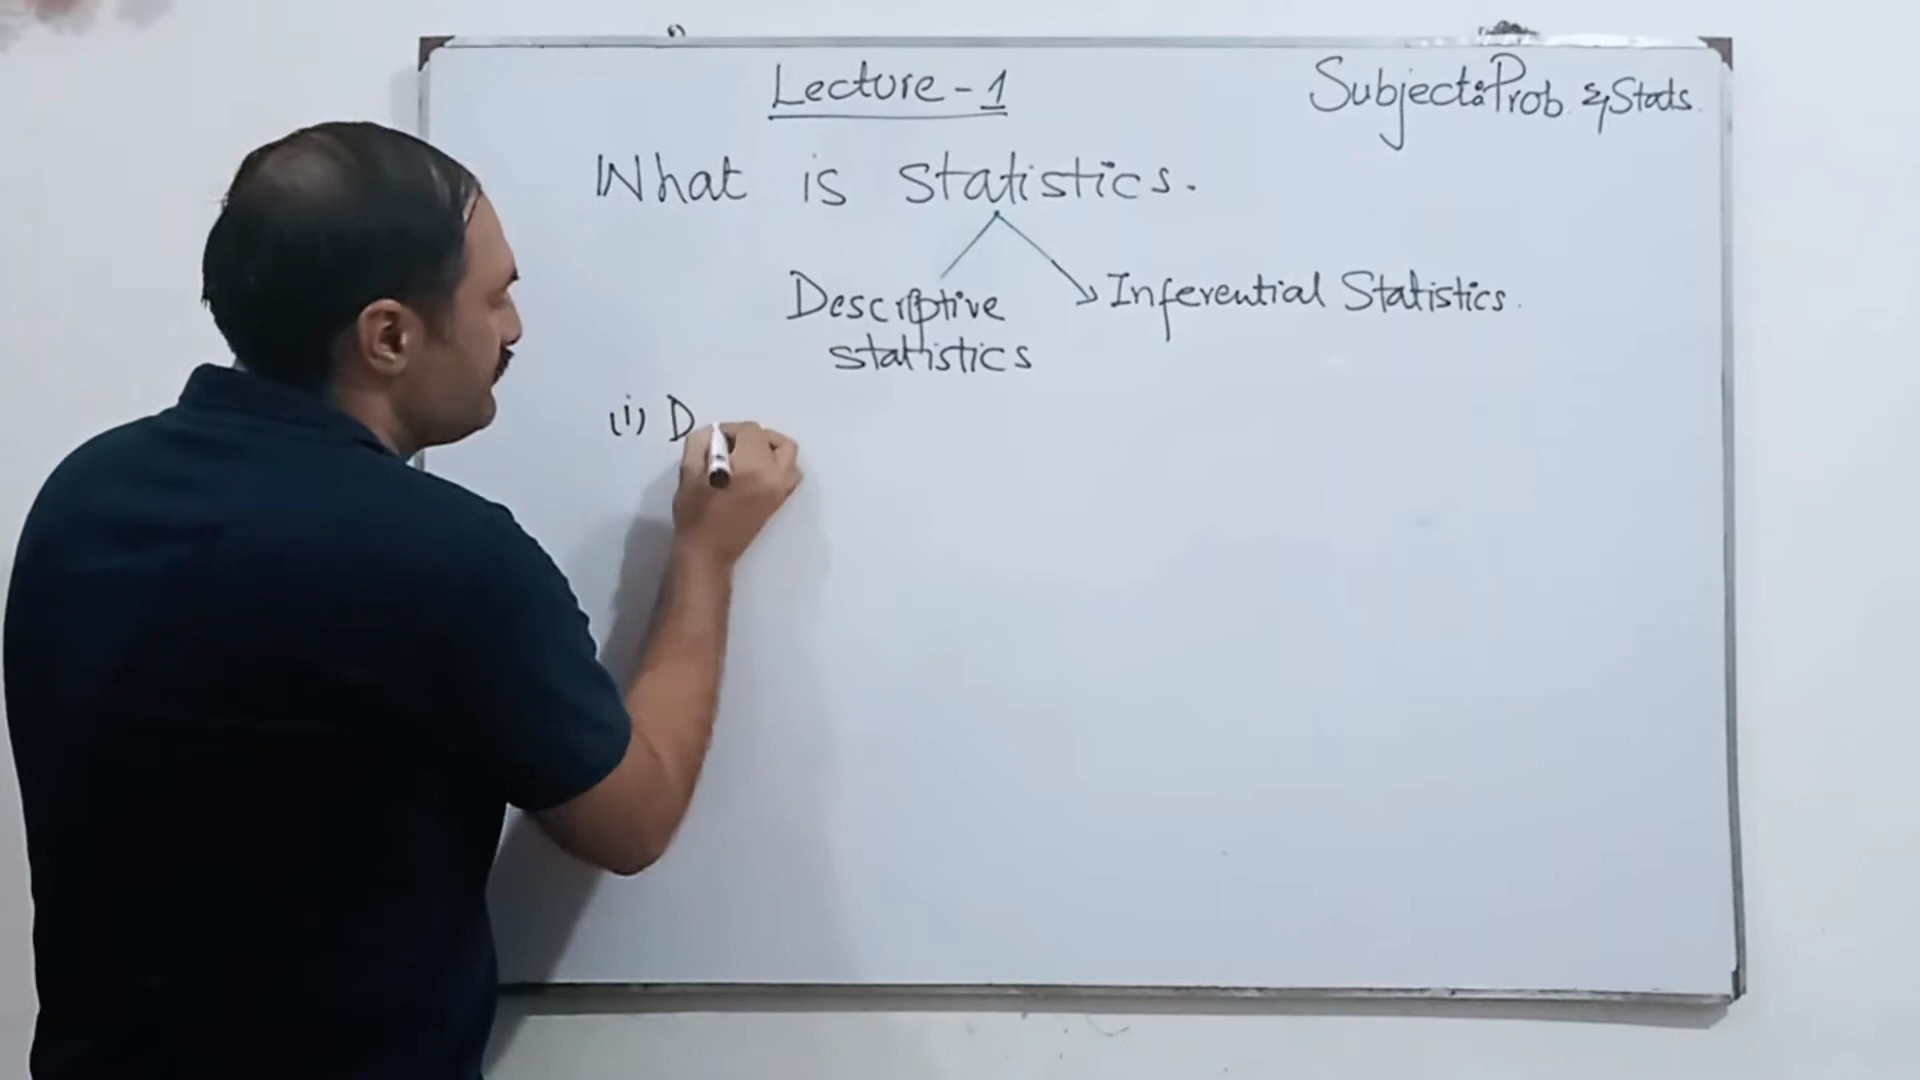 Lecture - 1
Subject: Prob & Stats.
What is Statistics.
Descriptive
statistics
Inferential Statistics.
(i) D